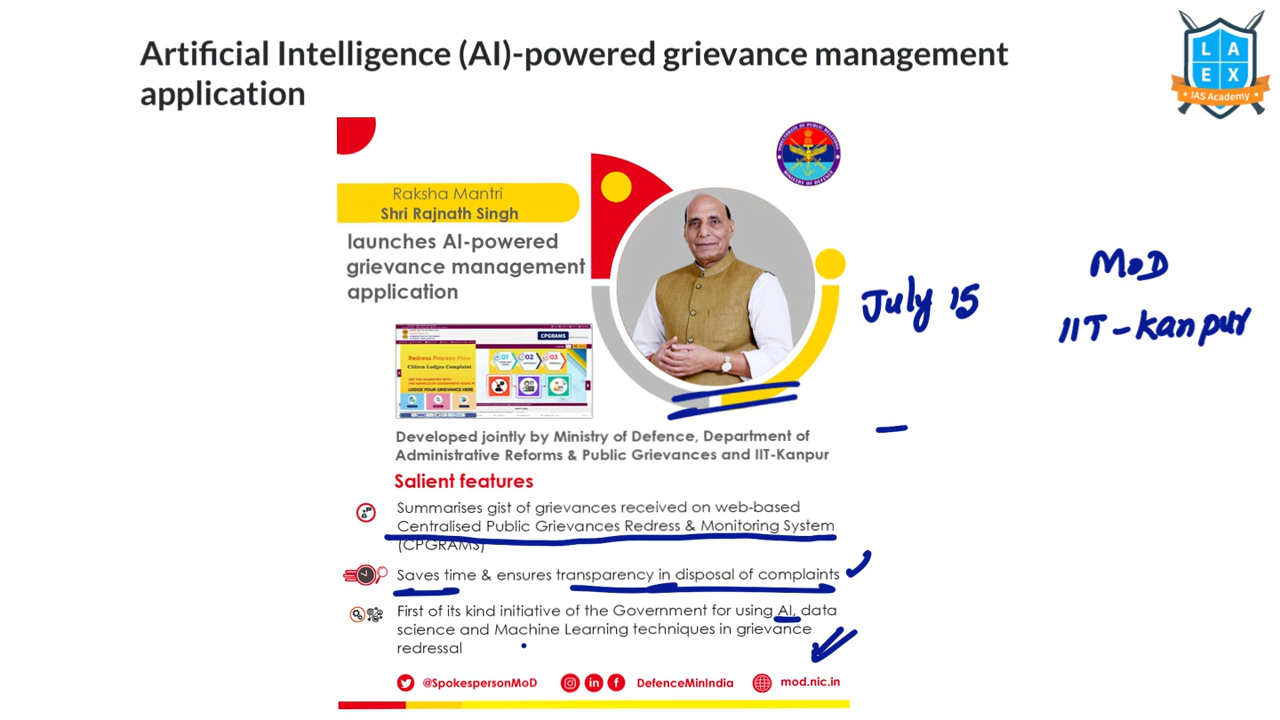 Artificial Intelligence (AI)-powered grievance management
application
L A
E X
IAS Academy
Raksha Mantri
Shri Rajnath Singh
launches AI-powered
grievance management
application
CPGRAMS
Redress Process Flow
Citizen Lodges Complaint
LODGE YOUR GRIEVANCE HERE
01
02
03
July 15
MoD
IIT-Kanpur
Developed jointly by Ministry of Defence, Department of
Administrative Reforms & Public Grievances and IIT-Kanpur
Salient features
Summarises gist of grievances received on web-based
Centralised Public Grievances Redress & Monitoring System
(CPGRAMS)
Saves time & ensures transparency in disposal of complaints
First of its kind initiative of the Government for using AI, data
science and Machine Learning techniques in grievance
redressal
@SpokespersonMoD
DefenceMinIndia
mod.nic.in